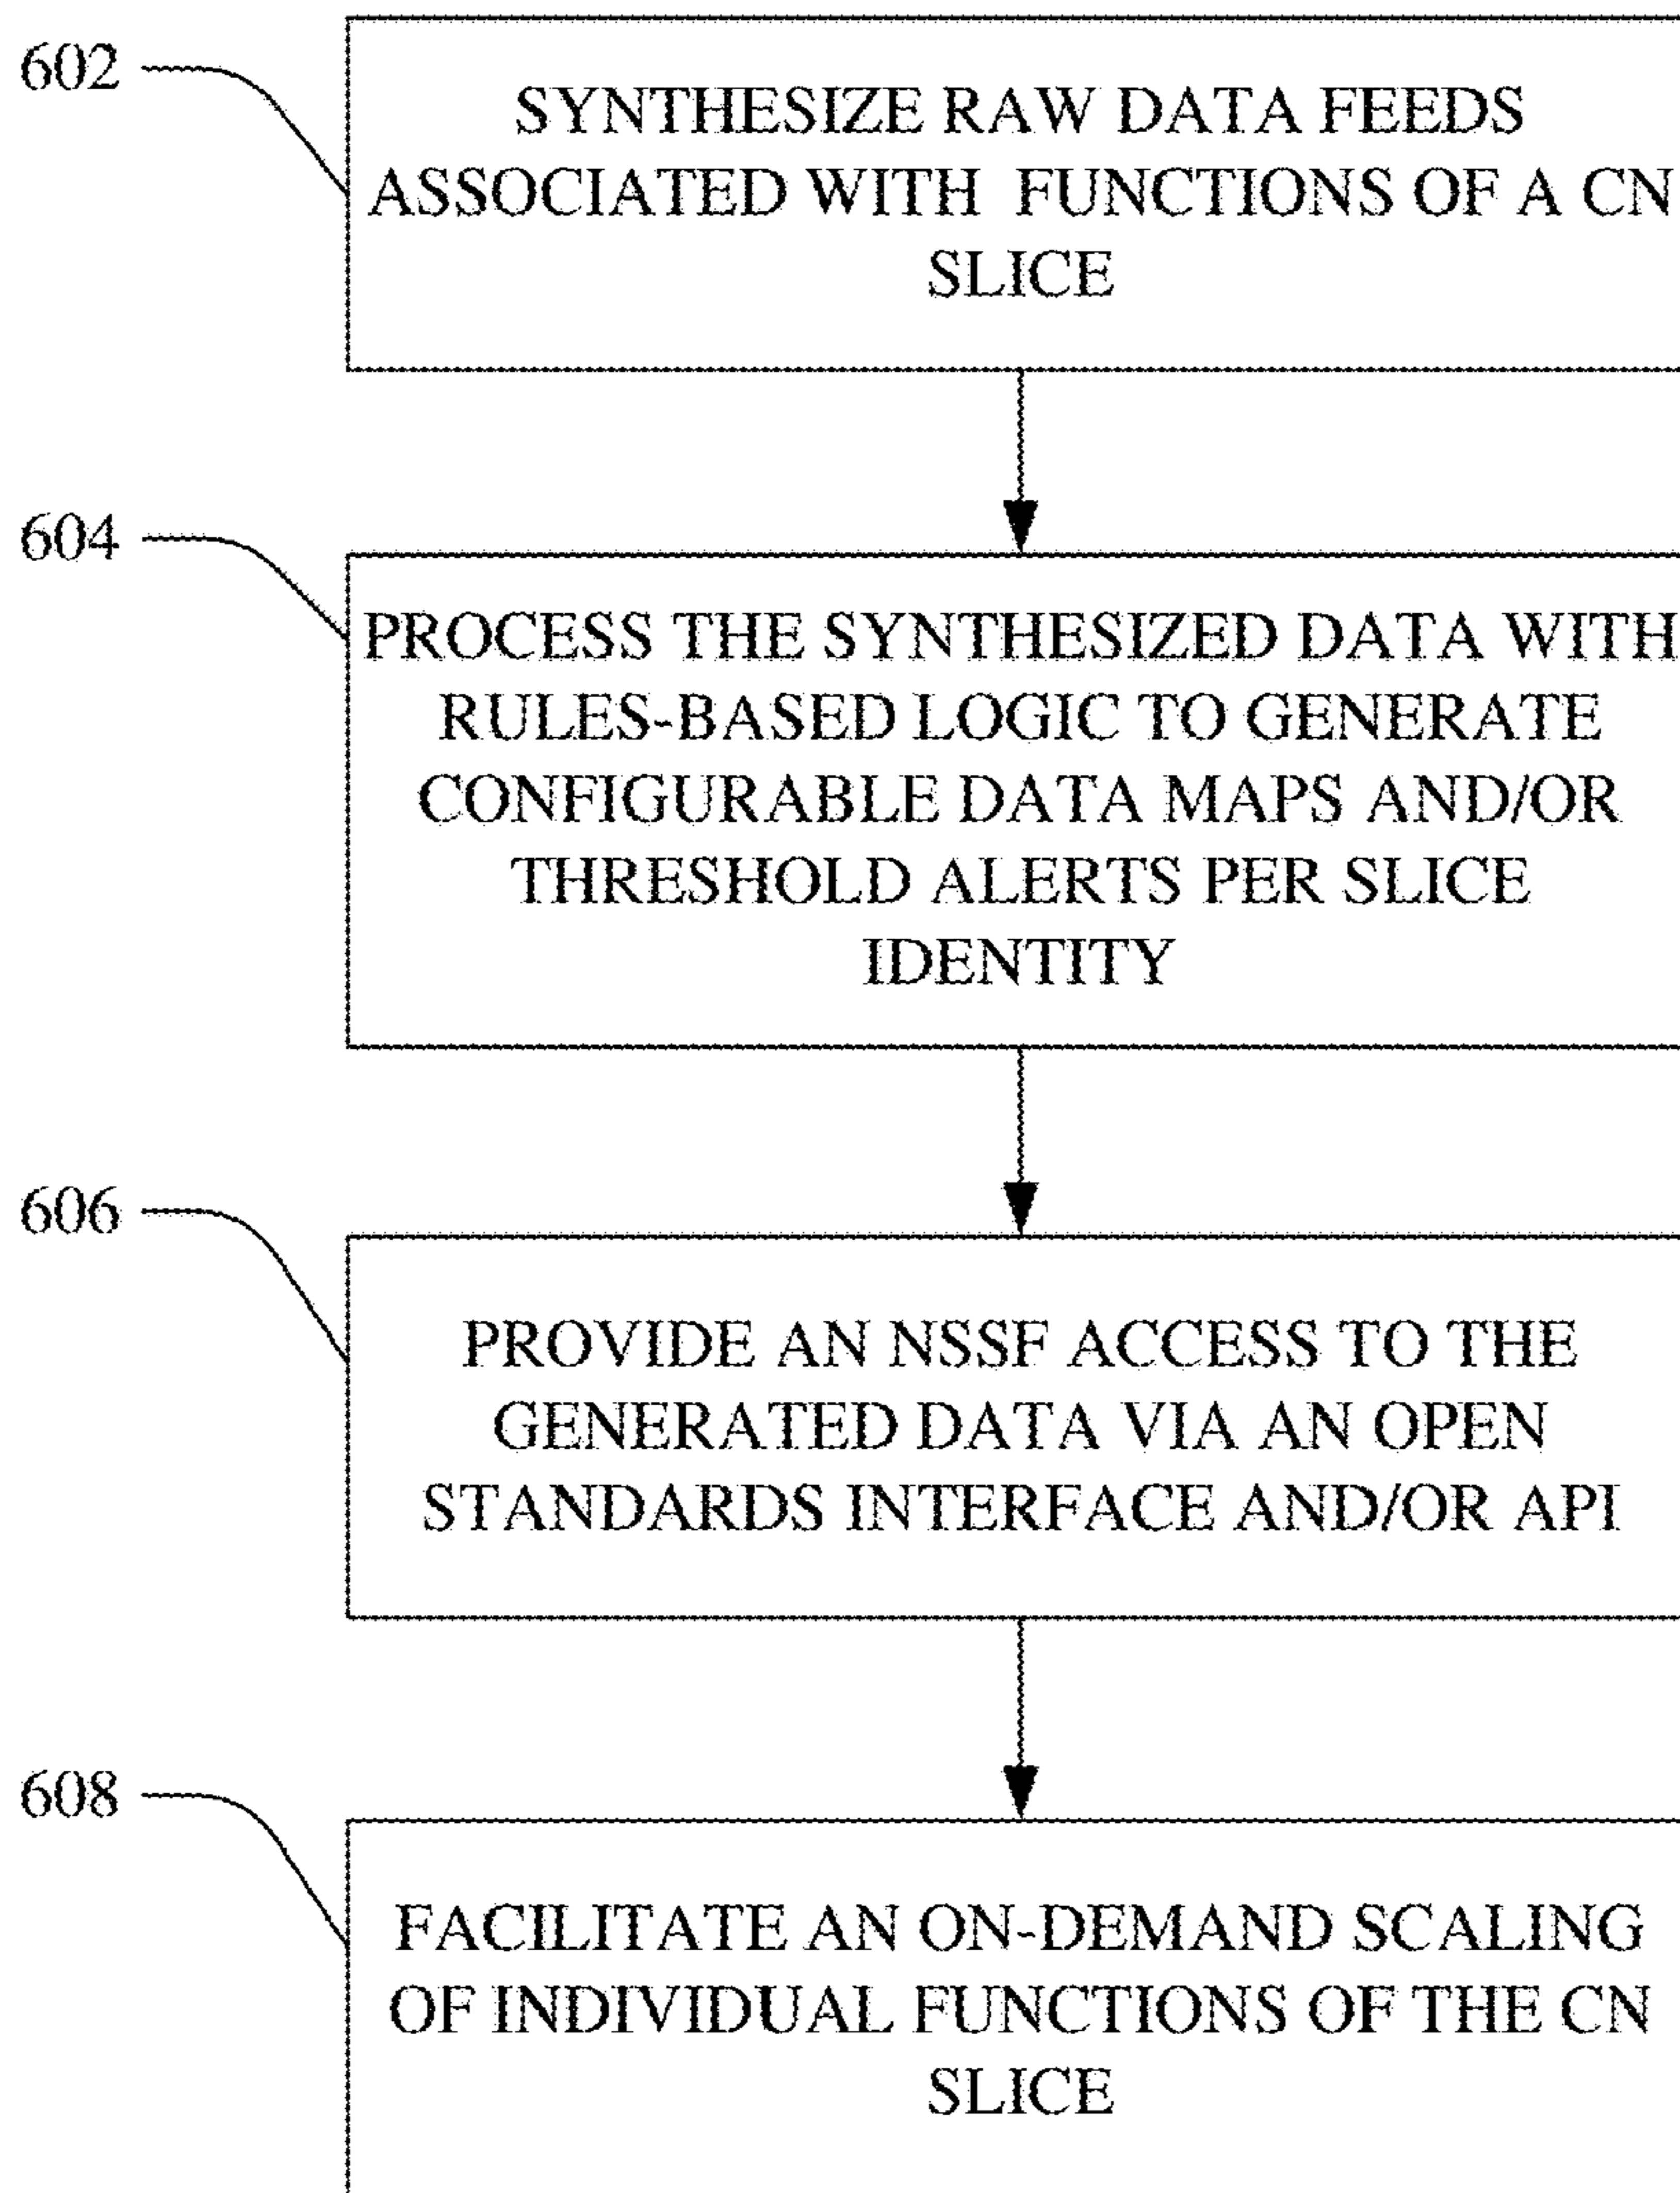 602
SYNTHESIZE RAW DATA FEEDS
ASSOCIATED WITH FUNCTIONS OF A CN
SLICE
604
PROCESS THE SYNTHESIZED DATA WITH
RULES-BASED LOGIC TO GENERATE
CONFIGURABLE DATA MAPS AND/OR
THRESHOLD ALERTS PER SLICE
IDENTITY
606
PROVIDE AN NSSF ACCESS TO THE
GENERATED DATA VIA AN OPEN
STANDARDS INTERFACE AND/OR API
608
FACILITATE AN ON-DEMAND SCALING
OF INDIVIDUAL FUNCTIONS OF THE CN
SLICE